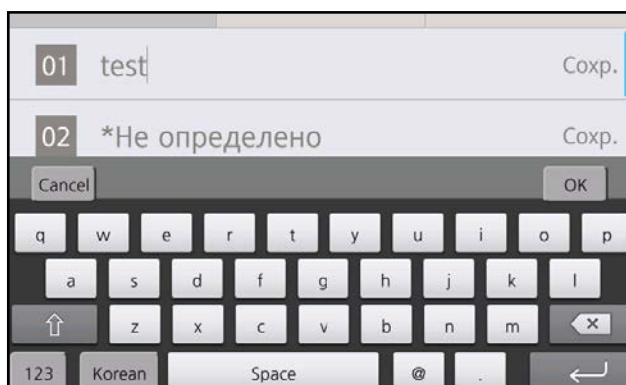 01 test Сохр.
02 *Не определено Сохр.
Cancel OK
q w e r t y u i o p
a s d f g h j k l
z x c v b n m
123 Korean Space @ .